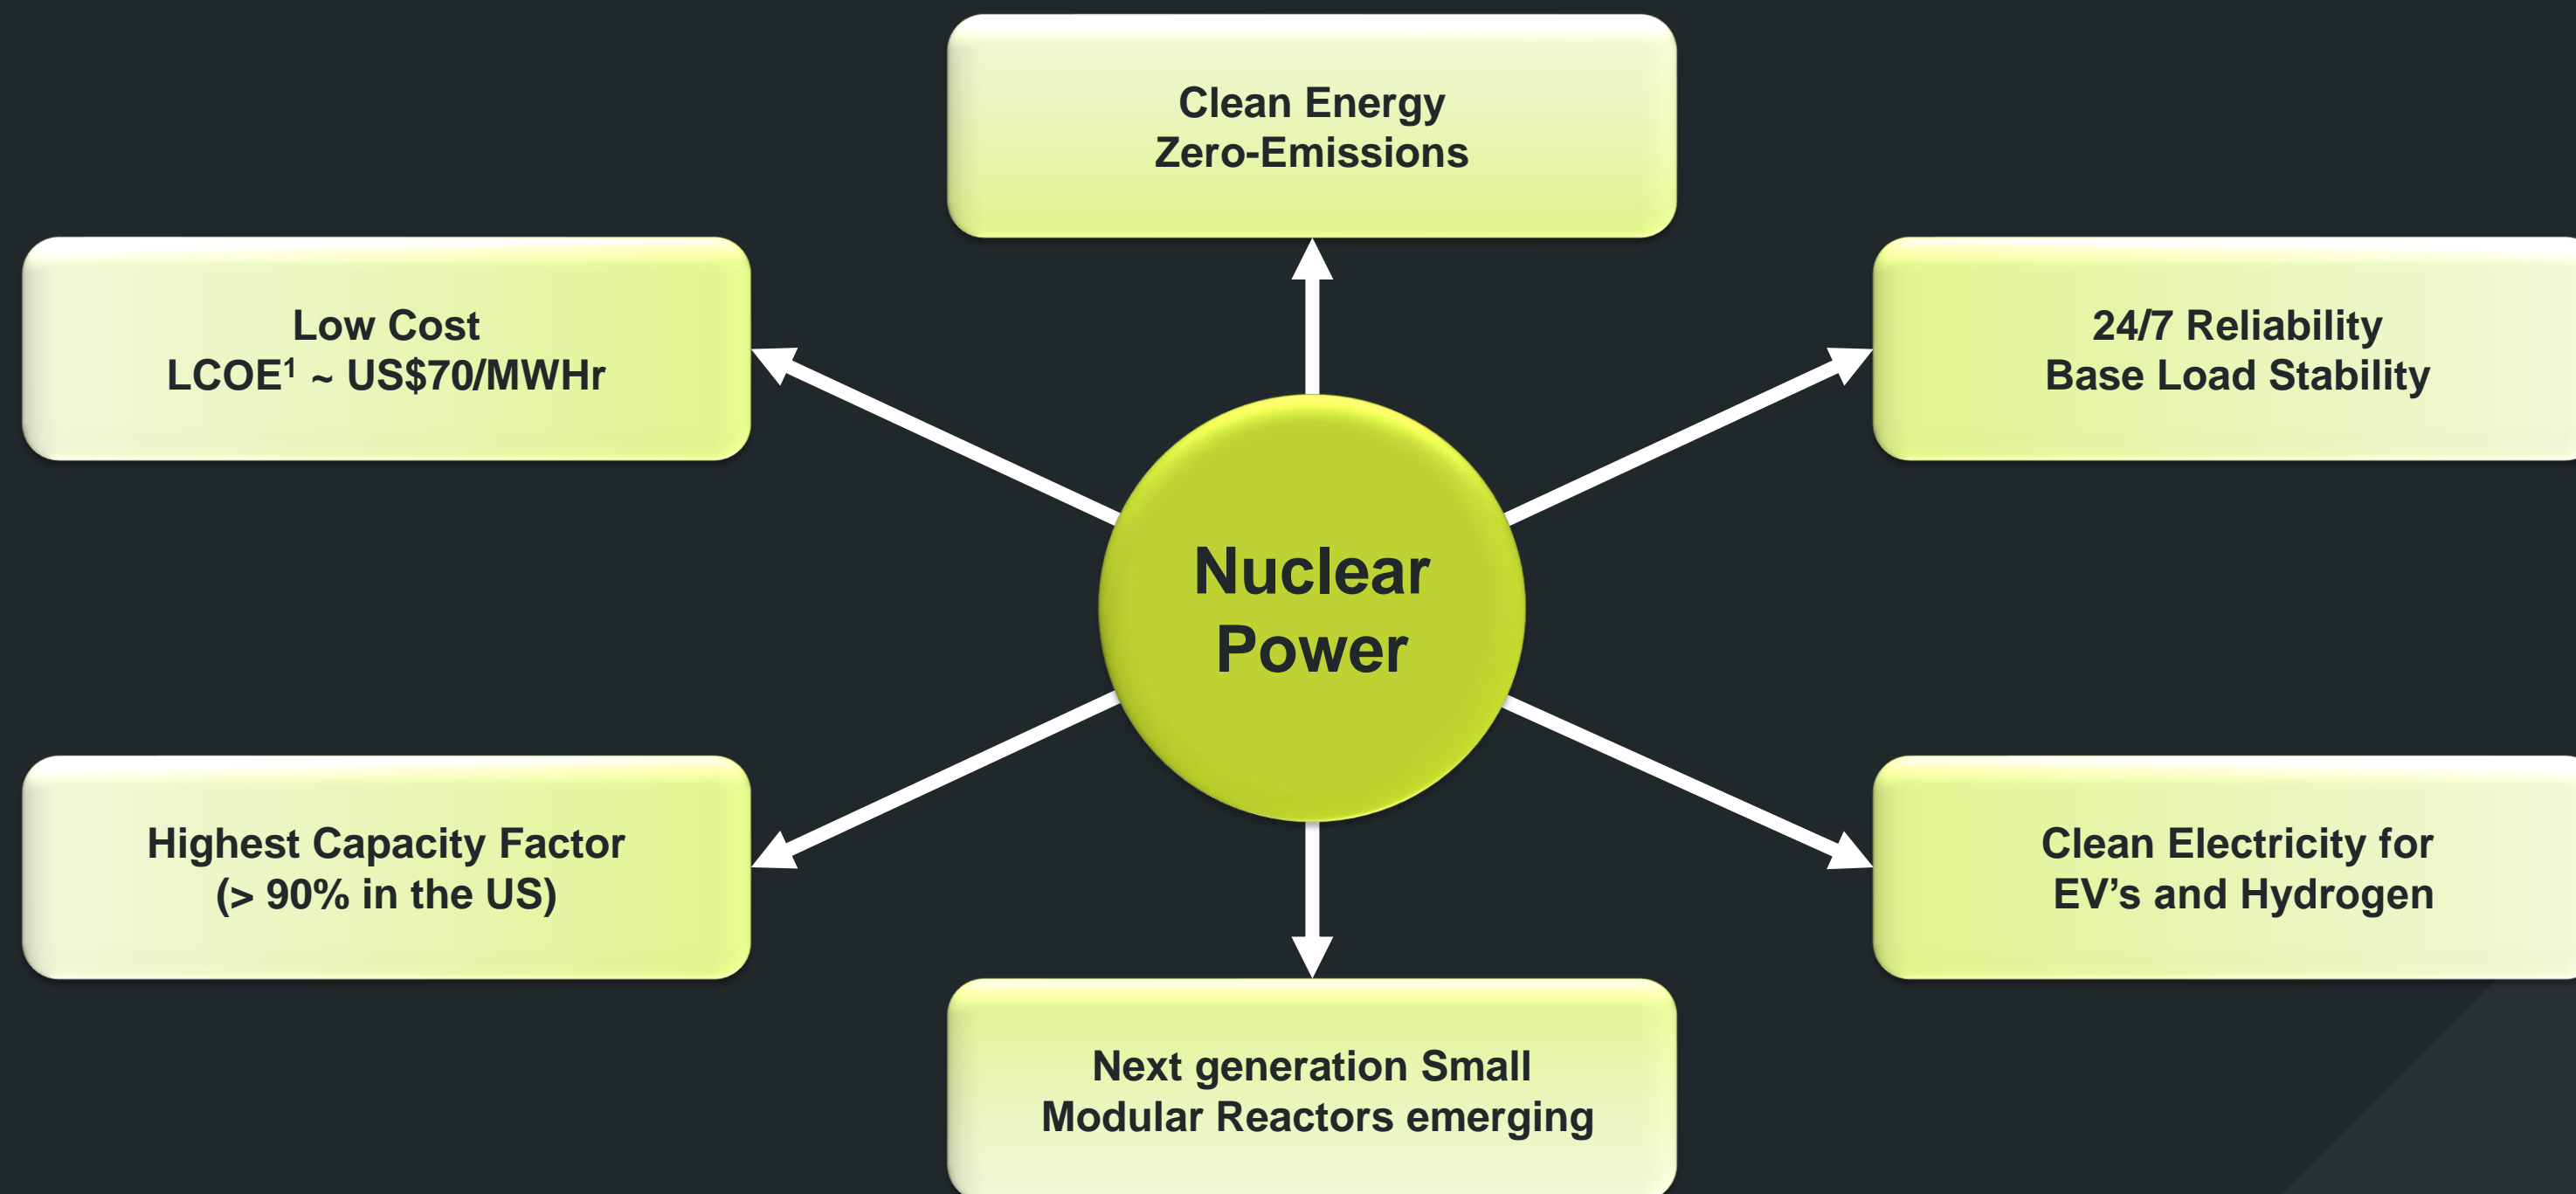 Clean Energy
Zero-Emissions
Low Cost
LCOE¹ ~ US$70/MWHr
24/7 Reliability
Base Load Stability
Nuclear
Power
Highest Capacity Factor
(> 90% in the US)
Clean Electricity for
EV’s and Hydrogen
Next generation Small
Modular Reactors emerging